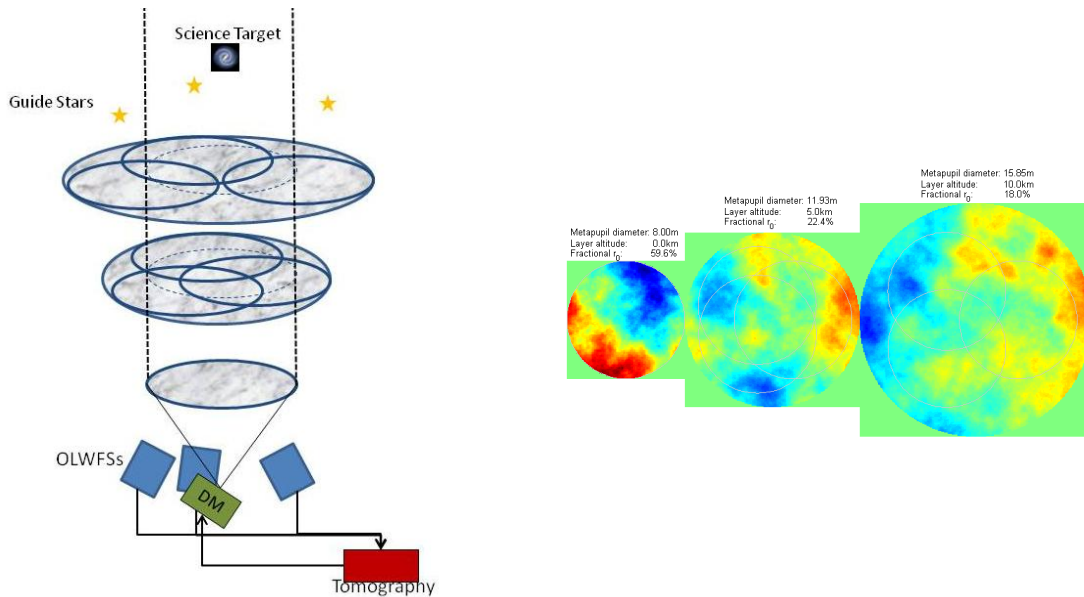 Science Target
Guide Stars
OLWFSs
DM
Tomography
Metapupil diameter: 8.00m
Layer altitude: 0.0km
Fractional r0: 59.6%
Metapupil diameter: 11.93m
Layer altitude: 5.0km
Fractional r0: 22.4%
Metapupil diameter: 15.85m
Layer altitude: 10.0km
Fractional r0: 18.0%